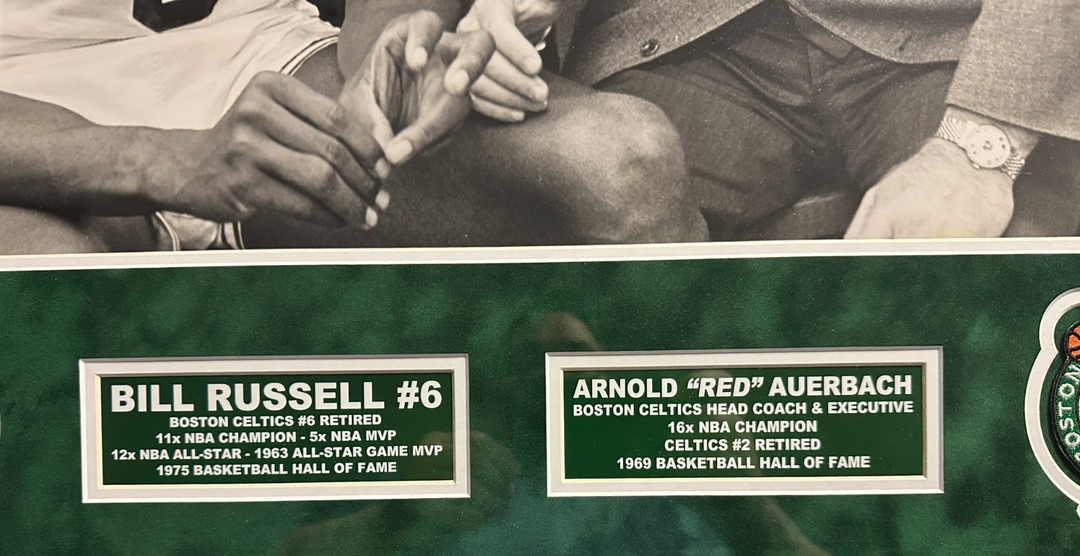 BILL RUSSELL #6
BOSTON CELTICS #6 RETIRED
11x NBA CHAMPION - 5x NBA MVP
12x NBA ALL-STAR - 1963 ALL-STAR GAME MVP
1975 BASKETBALL HALL OF FAME
ARNOLD “RED” AUERBACH
BOSTON CELTICS HEAD COACH & EXECUTIVE
16x NBA CHAMPION
CELTICS #2 RETIRED
1969 BASKETBALL HALL OF FAME
BOSTON